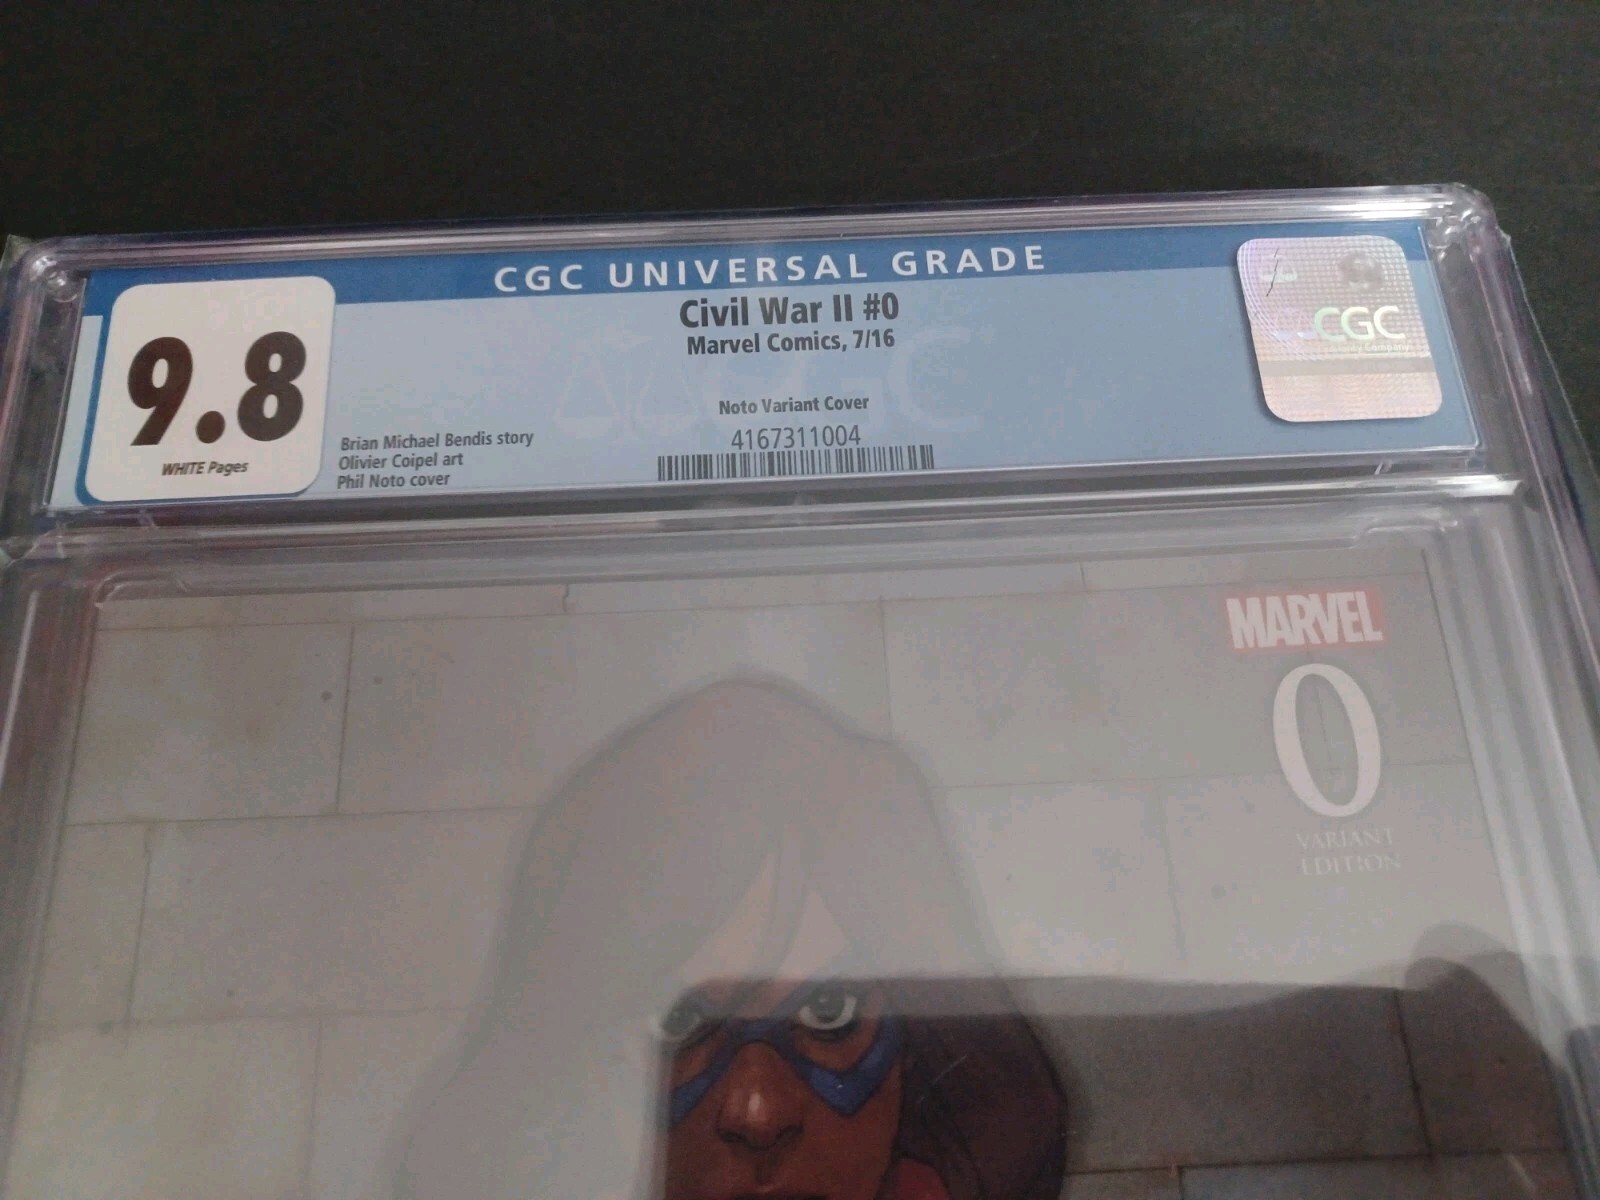 CGC UNIVERSAL GRADE
9.8
WHITE Pages
Civil War II #0
Marvel Comics, 7/16
Noto Variant Cover
4167311004
Brian Michael Bendis story
Olivier Coipel art
Phil Noto cover
CGC
MARVEL
0
VARIANT
EDITION